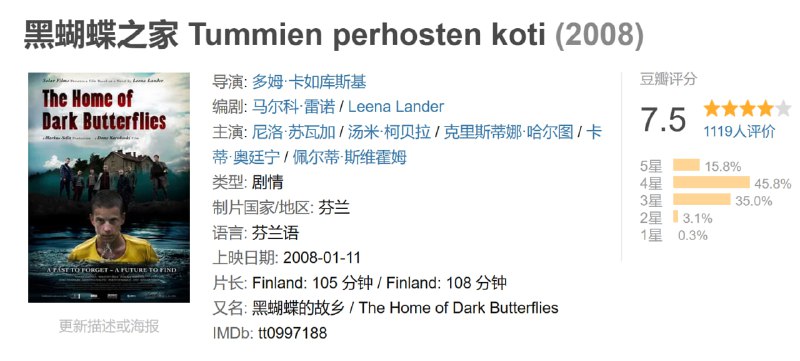 黑蝴蝶之家 Tummien perhosten koti (2008)
Solar Films Presents a Film Based on a Novel by Leena Lander
The Home of
Dark Butterflies
A PAST TO FORGET – A FUTURE TO FIND
更新描述或海报
导演: 多姆·卡如库斯基
编剧: 马尔科·雷诺 / Leena Lander
主演: 尼洛·苏瓦加 / 汤米·柯贝拉 / 克里斯蒂娜·哈尔图 / 卡
蒂·奥廷宁 / 佩尔蒂·斯维霍姆
类型: 剧情
制片国家/地区: 芬兰
语言: 芬兰语
上映日期: 2008-01-11
片长: Finland: 105 分钟 / Finland: 108 分钟
又名: 黑蝴蝶的故乡 / The Home of Dark Butterflies
IMDb: tt0997188
豆瓣评分
7.5
1119人评价
5星 15.8%
4星 45.8%
3星 35.0%
2星 3.1%
1星 0.3%